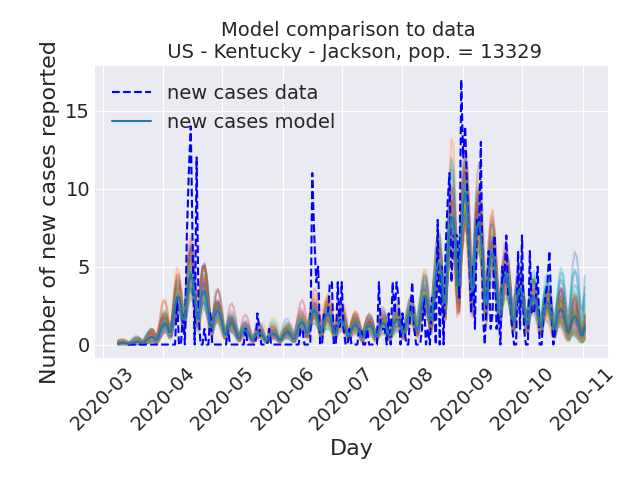 Model comparison to data
US - Kentucky - Jackson, pop. = 13329
Number of new cases reported
new cases data
new cases model
15
10
5
0
2020-03
2020-04
2020-05
2020-06
2020-07
2020-08
2020-09
2020-10
2020-11
Day